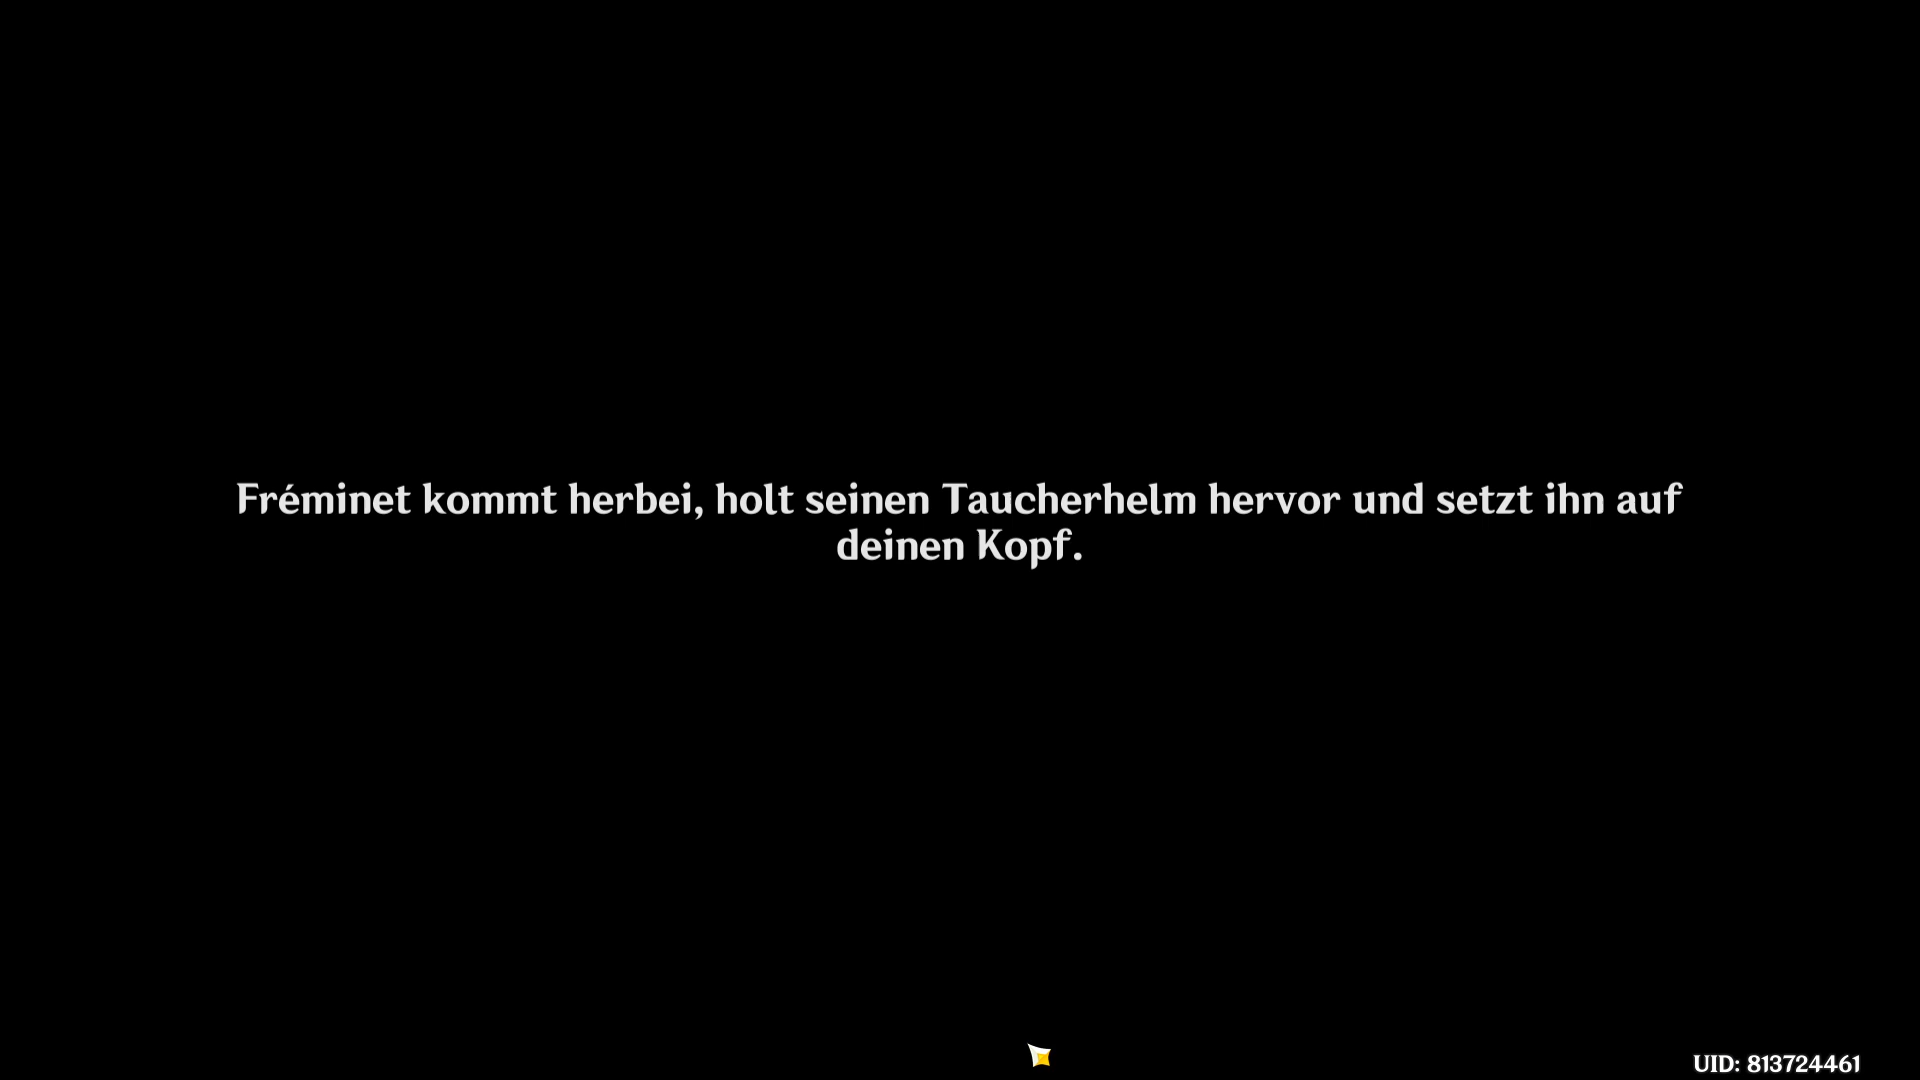 Fréminet kommt herbei, holt seinen Taucherhelm hervor und setzt ihn auf
deinen Kopf.
UID: 813724461